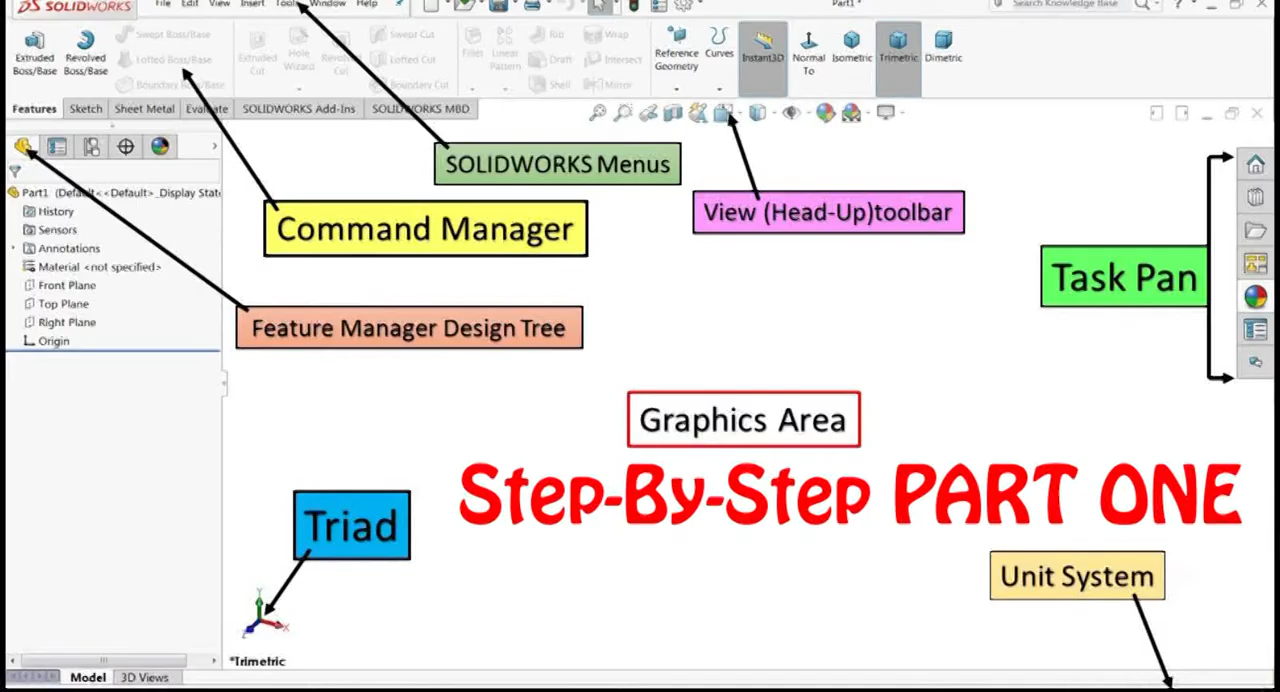 SOLIDWORKS File Edit View Insert Tools Window Help Part1 * Search Knowledge Base
Extruded Boss/Base
Revolved Boss/Base
Swept Boss/Base
Lofted Boss/Base
Boundary Boss/Base
Extruded Cut
Hole Wizard
Revolved Cut
Swept Cut
Lofted Cut
Boundary Cut
Fillet
Linear Pattern
Rib
Draft
Shell
Wrap
Intersect
Mirror
Reference Geometry
Curves
Instant3D
Normal To
Isometric
Trimetric
Dimetric
Features Sketch Sheet Metal Evaluate SOLIDWORKS Add-Ins SOLIDWORKS MBD
SOLIDWORKS Menus
Command Manager
View (Head-Up)toolbar
Task Pan
Part1 (Default<<Default>_Display State
History
Sensors
Annotations
Material <not specified>
Front Plane
Top Plane
Right Plane
Origin
Feature Manager Design Tree
Graphics Area
Step-By-Step PART ONE
Triad
Unit System
Y
X
Z
*Trimetric
Model 3D Views